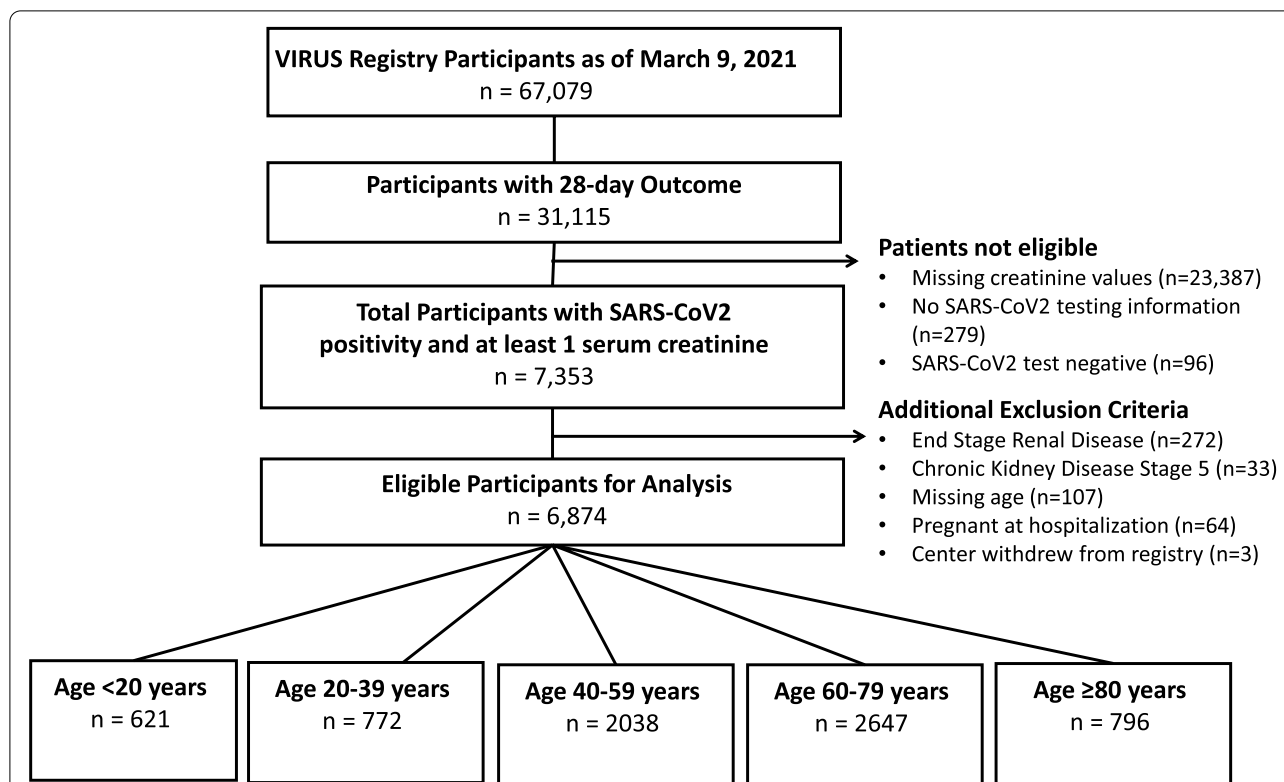 VIRUS Registry Participants as of March 9, 2021
n = 67,079
Participants with 28-day Outcome
n = 31,115
Patients not eligible
• Missing creatinine values (n=23,387)
• No SARS-CoV2 testing information
(n=279)
• SARS-CoV2 test negative (n=96)
Total Participants with SARS-CoV2
positivity and at least 1 serum creatinine
n = 7,353
Additional Exclusion Criteria
• End Stage Renal Disease (n=272)
• Chronic Kidney Disease Stage 5 (n=33)
• Missing age (n=107)
• Pregnant at hospitalization (n=64)
• Center withdrew from registry (n=3)
Eligible Participants for Analysis
n = 6,874
Age <20 years
n = 621
Age 20-39 years
n = 772
Age 40-59 years
n = 2038
Age 60-79 years
n = 2647
Age ≥80 years
n = 796